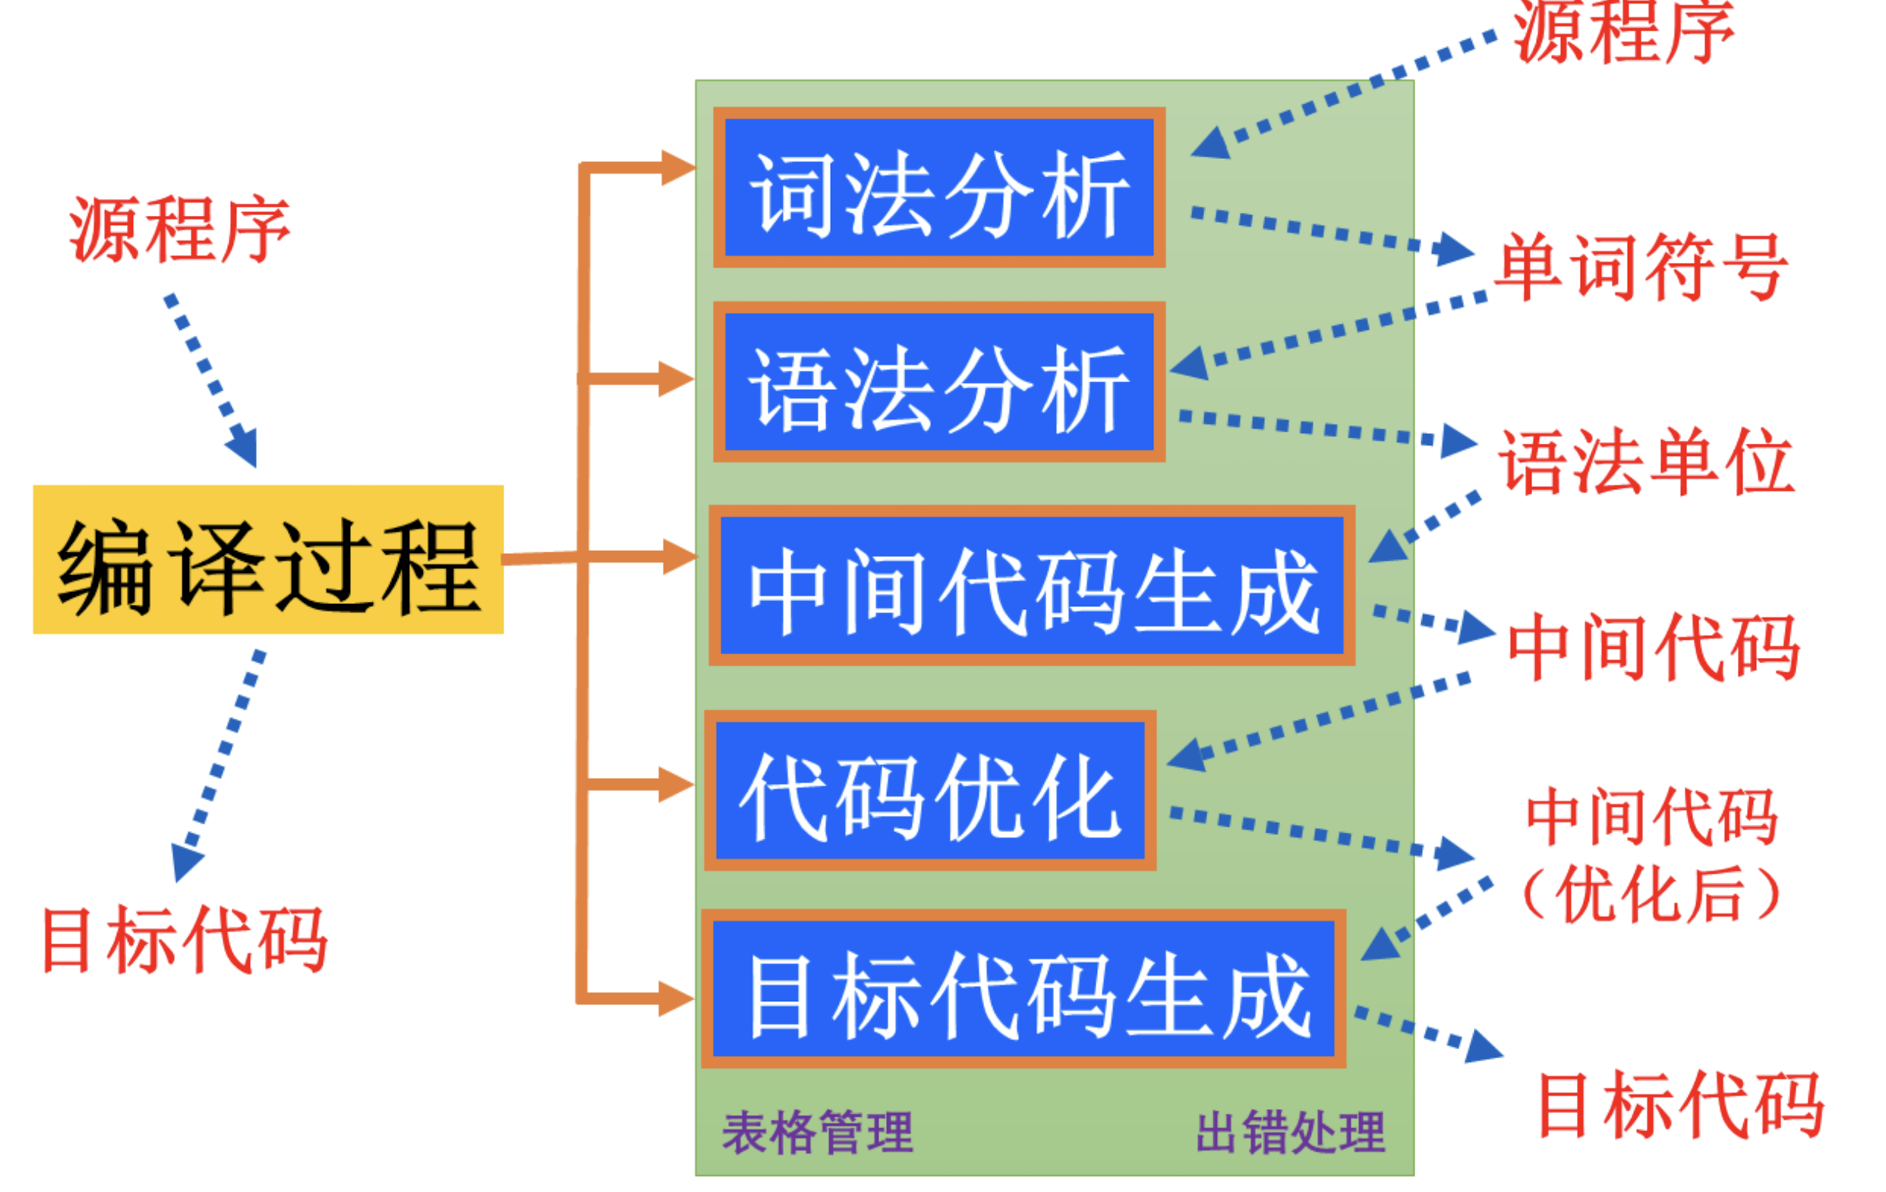 源程序
编译过程
目标代码
词法分析
语法分析
中间代码生成
代码优化
目标代码生成
表格管理
出错处理
源程序
单词符号
语法单位
中间代码
中间代码
（优化后）
目标代码